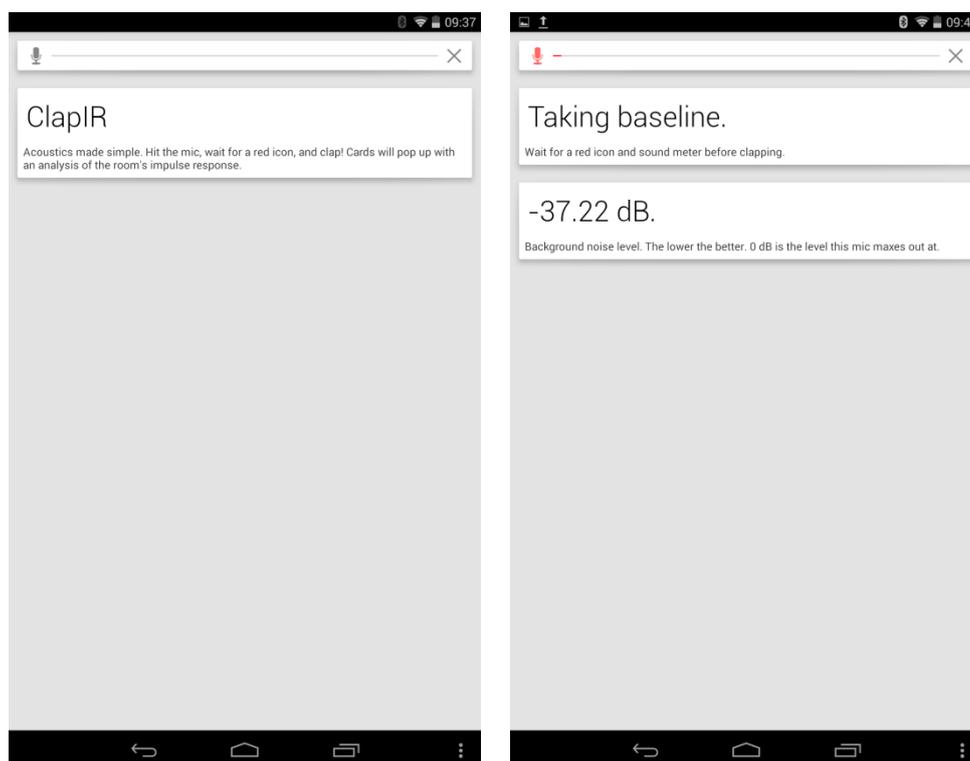 09:37
ClapIR
Acoustics made simple. Hit the mic, wait for a red icon, and clap! Cards will pop up with
an analysis of the room's impulse response.
Taking baseline.
Wait for a red icon and sound meter before clapping.
-37.22 dB.
Background noise level. The lower the better. 0 dB is the level this mic maxes out at.